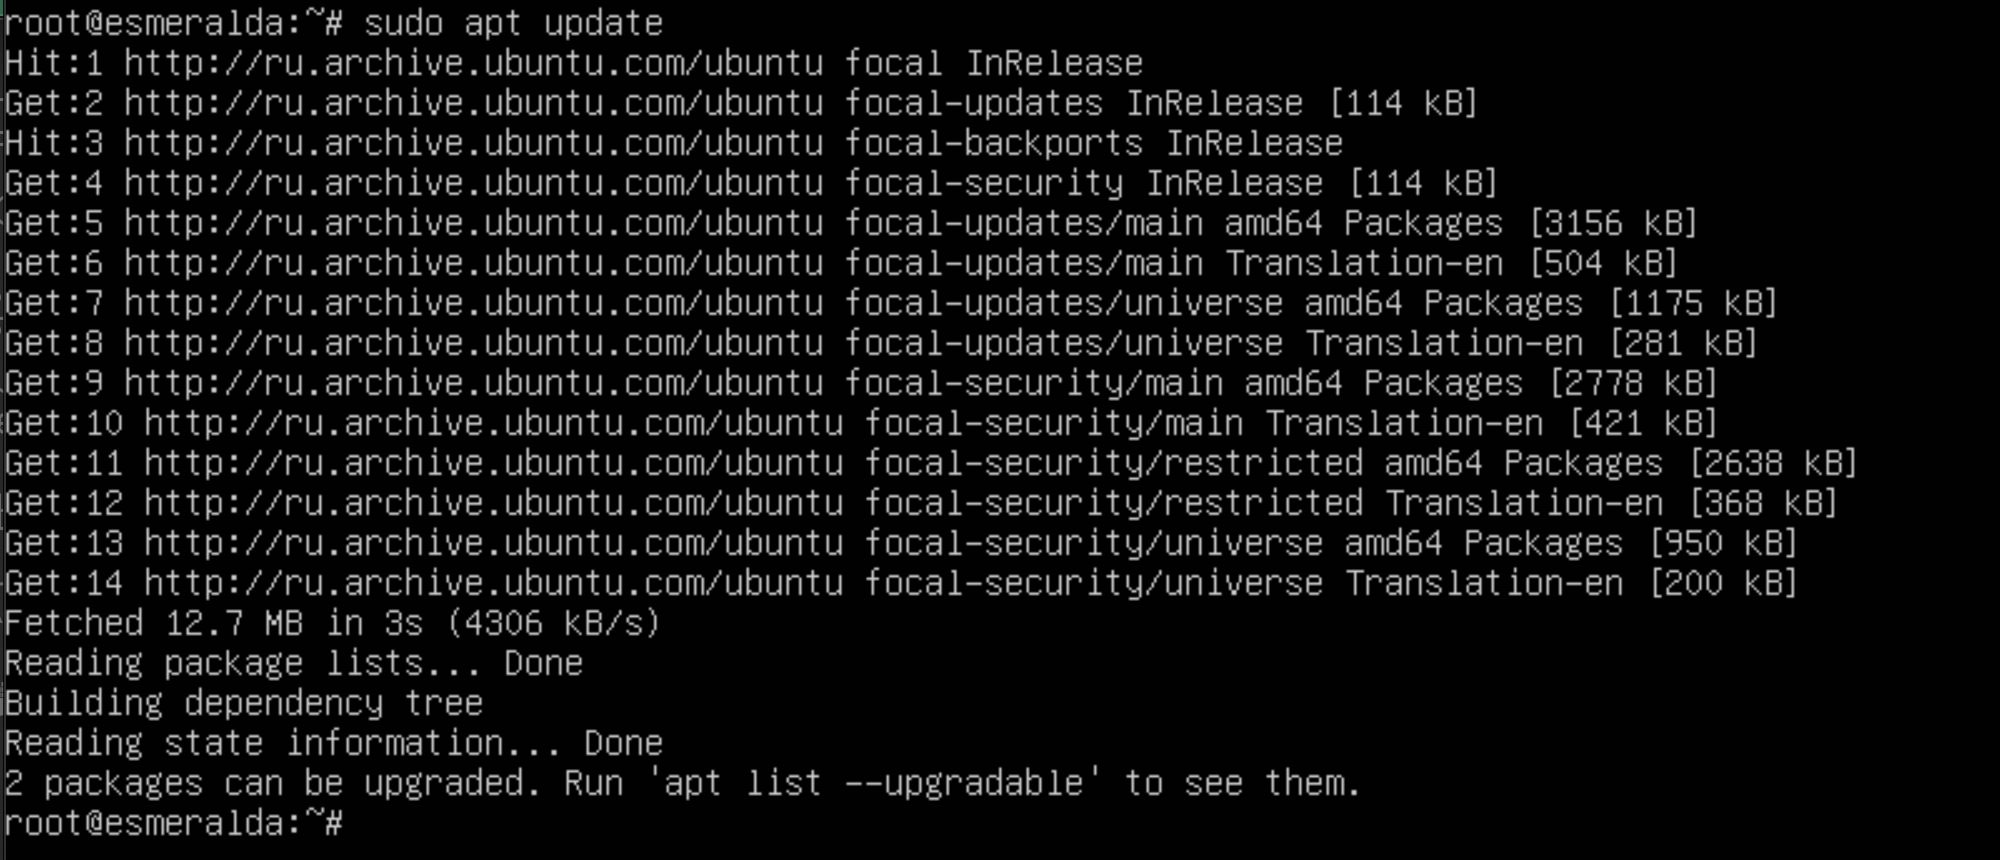 root@esmeralda:~# sudo apt update
Hit:1 http://ru.archive.ubuntu.com/ubuntu focal InRelease
Get:2 http://ru.archive.ubuntu.com/ubuntu focal-updates InRelease [114 kB]
Hit:3 http://ru.archive.ubuntu.com/ubuntu focal-backports InRelease
Get:4 http://ru.archive.ubuntu.com/ubuntu focal-security InRelease [114 kB]
Get:5 http://ru.archive.ubuntu.com/ubuntu focal-updates/main amd64 Packages [3156 kB]
Get:6 http://ru.archive.ubuntu.com/ubuntu focal-updates/main Translation-en [504 kB]
Get:7 http://ru.archive.ubuntu.com/ubuntu focal-updates/universe amd64 Packages [1175 kB]
Get:8 http://ru.archive.ubuntu.com/ubuntu focal-updates/universe Translation-en [281 kB]
Get:9 http://ru.archive.ubuntu.com/ubuntu focal-security/main amd64 Packages [2778 kB]
Get:10 http://ru.archive.ubuntu.com/ubuntu focal-security/main Translation-en [421 kB]
Get:11 http://ru.archive.ubuntu.com/ubuntu focal-security/restricted amd64 Packages [2638 kB]
Get:12 http://ru.archive.ubuntu.com/ubuntu focal-security/restricted Translation-en [368 kB]
Get:13 http://ru.archive.ubuntu.com/ubuntu focal-security/universe amd64 Packages [950 kB]
Get:14 http://ru.archive.ubuntu.com/ubuntu focal-security/universe Translation-en [200 kB]
Fetched 12.7 MB in 3s (4306 kB/s)
Reading package lists... Done
Building dependency tree
Reading state information... Done
2 packages can be upgraded. Run 'apt list --upgradable' to see them.
root@esmeralda:~#